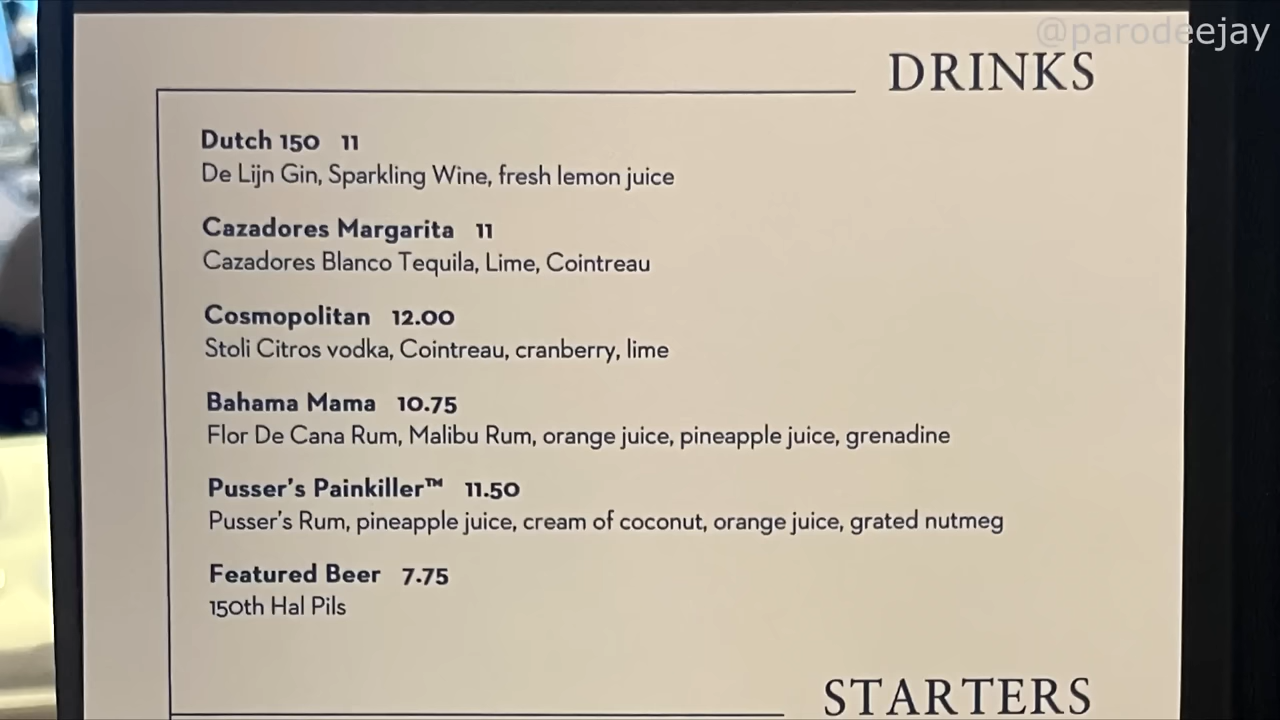 @parodeejay
DRINKS
Dutch 150 11
De Lijn Gin, Sparkling Wine, fresh lemon juice
Cazadores Margarita 11
Cazadores Blanco Tequila, Lime, Cointreau
Cosmopolitan 12.00
Stoli Citros vodka, Cointreau, cranberry, lime
Bahama Mama 10.75
Flor De Cana Rum, Malibu Rum, orange juice, pineapple juice, grenadine
Pusser's Painkiller™ 11.50
Pusser's Rum, pineapple juice, cream of coconut, orange juice, grated nutmeg
Featured Beer 7.75
150th Hal Pils
STARTERS